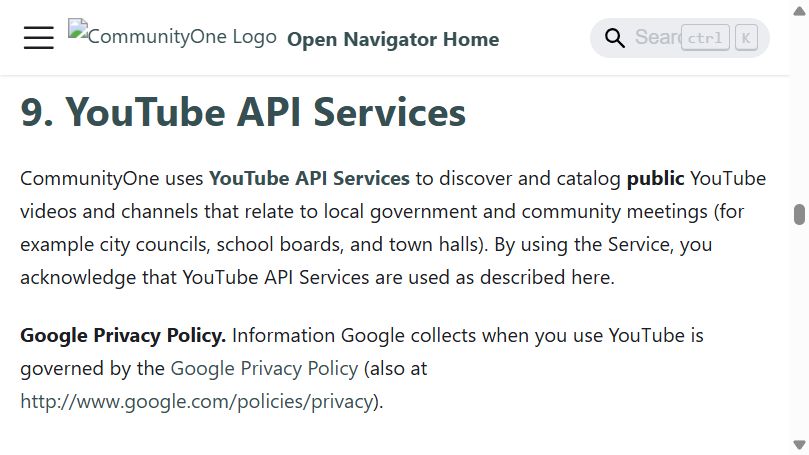 CommunityOne Logo Open Navigator Home Searc ctrl K
9. YouTube API Services
CommunityOne uses YouTube API Services to discover and catalog public YouTube
videos and channels that relate to local government and community meetings (for
example city councils, school boards, and town halls). By using the Service, you
acknowledge that YouTube API Services are used as described here.
Google Privacy Policy. Information Google collects when you use YouTube is
governed by the Google Privacy Policy (also at
http://www.google.com/policies/privacy).